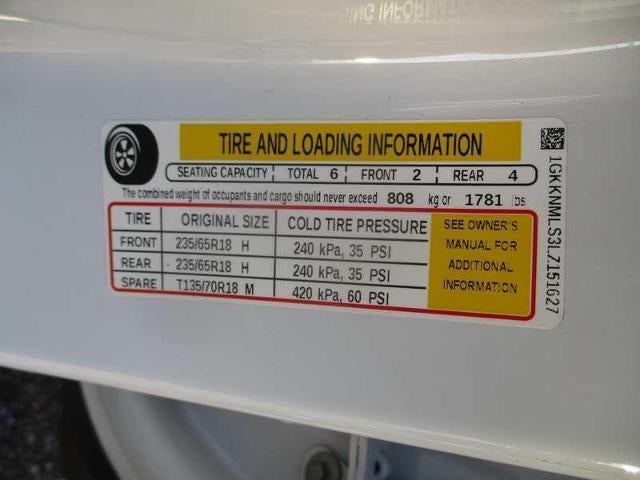 TIRE AND LOADING INFORMATION
SEATING CAPACITY TOTAL 6 FRONT 2 REAR 4
The combined weight of occupants and cargo should never exceed 808 kg or 1781 lbs
TIRE ORIGINAL SIZE COLD TIRE PRESSURE
FRONT 235/65R18 H 240 kPa, 35 PSI
REAR 235/65R18 H 240 kPa, 35 PSI
SPARE T135/70R18 M 420 kPa, 60 PSI
SEE OWNER'S
MANUAL FOR
ADDITIONAL
INFORMATION
1GKKNMLS3LZ151627